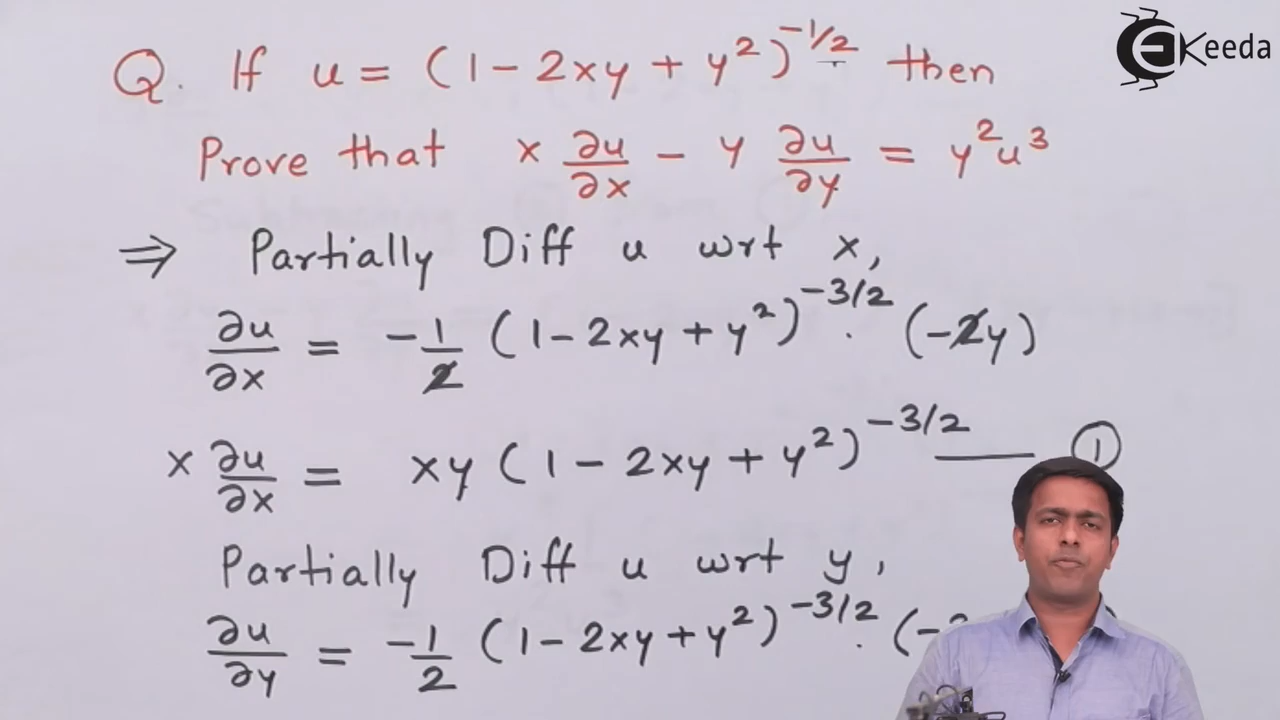 Keeda
Q. If u = (1 - 2xy + y²)^-1/2 then
Prove that x ∂u/∂x - y ∂u/∂y = y²u³
⇒ Partially Diff u wrt x,
∂u/∂x = -1/2 (1 - 2xy + y²)^-3/2 . (-2y)
x ∂u/∂x = xy (1 - 2xy + y²)^-3/2 —— ①
Partially Diff u wrt y,
∂u/∂y = -1/2 (1 - 2xy + y²)^-3/2 . (-